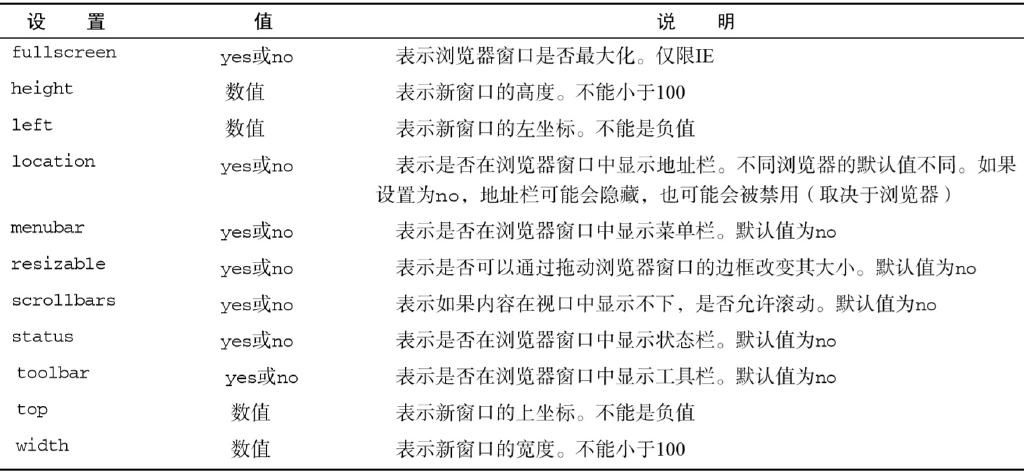 设 置 值 说 明
fullscreen yes或no 表示浏览器窗口是否最大化。仅限IE
height 数值 表示新窗口的高度。不能小于100
left 数值 表示新窗口的左坐标。不能是负值
location yes或no 表示是否在浏览器窗口中显示地址栏。不同浏览器的默认值不同。如果
设置为no，地址栏可能会隐藏，也可能会被禁用（取决于浏览器）
menubar yes或no 表示是否在浏览器窗口中显示菜单栏。默认值为no
resizable yes或no 表示是否可以通过拖动浏览器窗口的边框改变其大小。默认值为no
scrollbars yes或no 表示如果内容在视口中显示不下，是否允许滚动。默认值为no
status yes或no 表示是否在浏览器窗口中显示状态栏。默认值为no
toolbar yes或no 表示是否在浏览器窗口中显示工具栏。默认值为no
top 数值 表示新窗口的上坐标。不能是负值
width 数值 表示新窗口的宽度。不能小于100